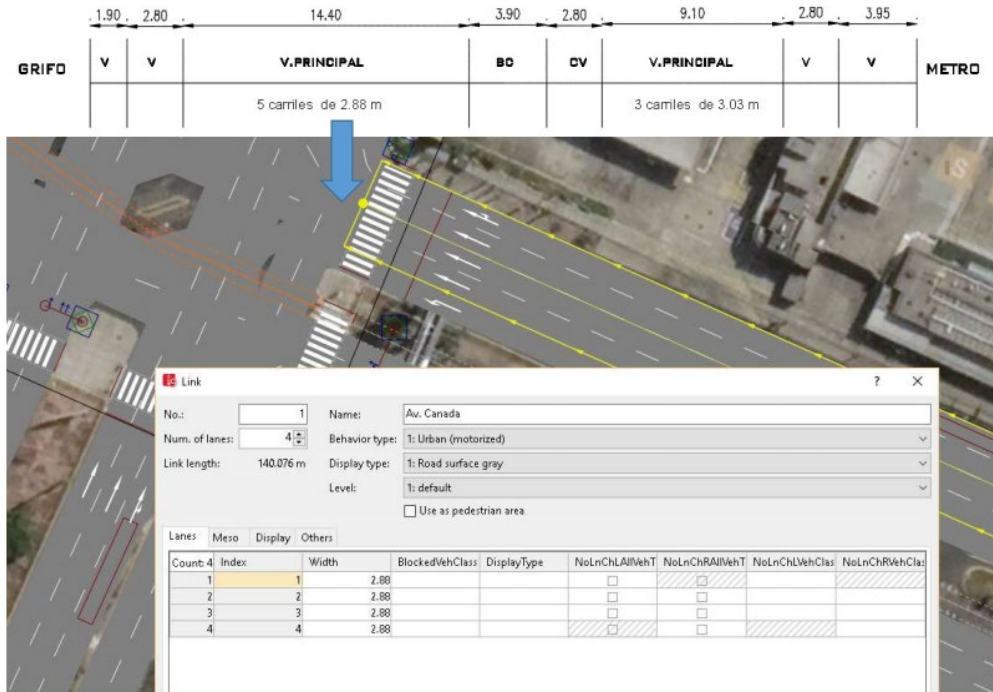 1.90 2.80 14.40 3.90 2.80 9.10 2.80 3.95
GRIFO V V V.PRINCIPAL BC CV V.PRINCIPAL V V METRO
5 carriles de 2.88 m 3 carriles de 3.03 m
Link ? ×
No.: 1 Name: Av. Canada
Num. of lanes: 4 Behavior type: 1: Urban (motorized)
Link length: 140.076 m Display type: 1: Road surface gray
Level: 1: default
Use as pedestrian area
Lanes Meso Display Others
Count: 4 Index Width BlockedVehClass DisplayType NoLnChLAllVehT NoLnChRAllVehT NoLnChLVehClas NoLnChRVehClas
1 1 2.88
2 2 2.88
3 3 2.88
4 4 2.88